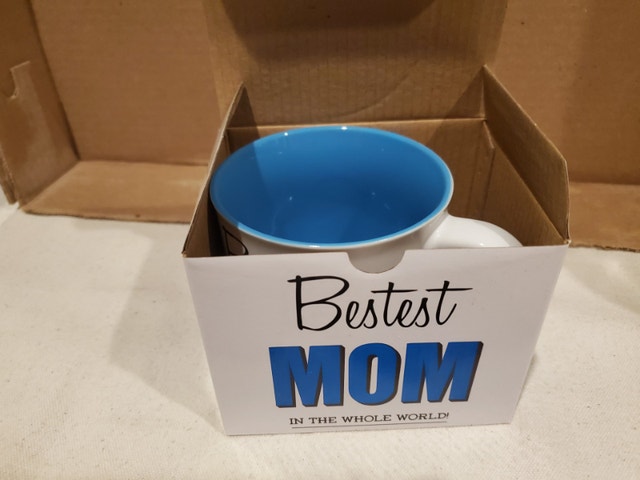 Bestest
MOM
IN THE WHOLE WORLD!